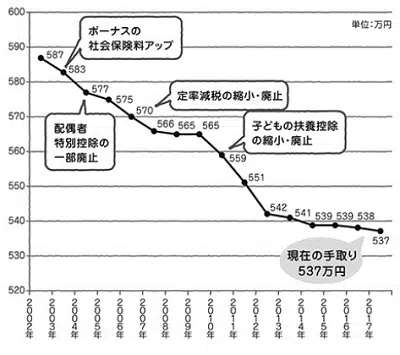 単位:万円
600
590
580
570
560
550
540
530
520
587
583
577
575
570
566
565
565
559
551
542
541
539
539
538
537
ボーナスの
社会保険料アップ
配偶者
特別控除の
一部廃止
定率減税の縮小・廃止
子どもの扶養控除
の縮小・廃止
現在の手取り
537万円
2002年
2003年
2004年
2005年
2006年
2007年
2008年
2009年
2010年
2011年
2012年
2013年
2014年
2015年
2016年
2017年